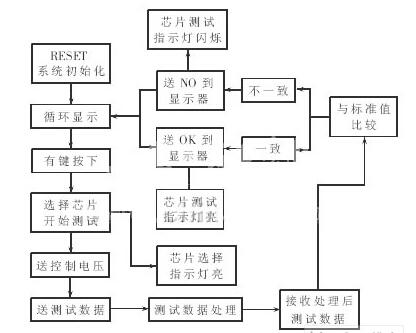 芯片测试
指示灯闪烁
RESET
系统初始化
送 NO 到
显示器
不一致
与标准值
比较
循环显示
送 OK 到
显示器
一致
有键按下
选择芯片
开始测试
芯片测试
指示灯亮
送控制电压
芯片选择
指示灯亮
送测试数据
测试数据处理
接收处理后
测试数据